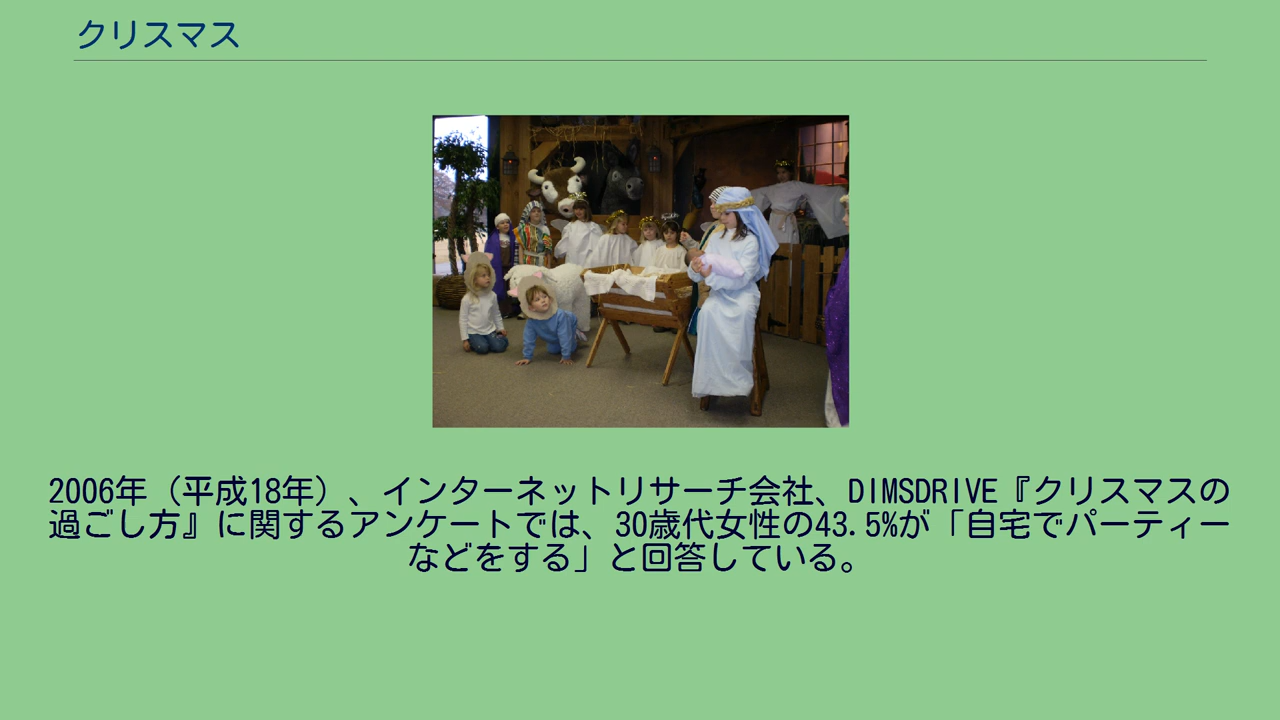 クリスマス
2006年（平成18年）、インターネットリサーチ会社、DIMSDRIVE『クリスマスの
過ごし方』に関するアンケートでは、30歳代女性の43.5%が「自宅でパーティー
などをする」と回答している。